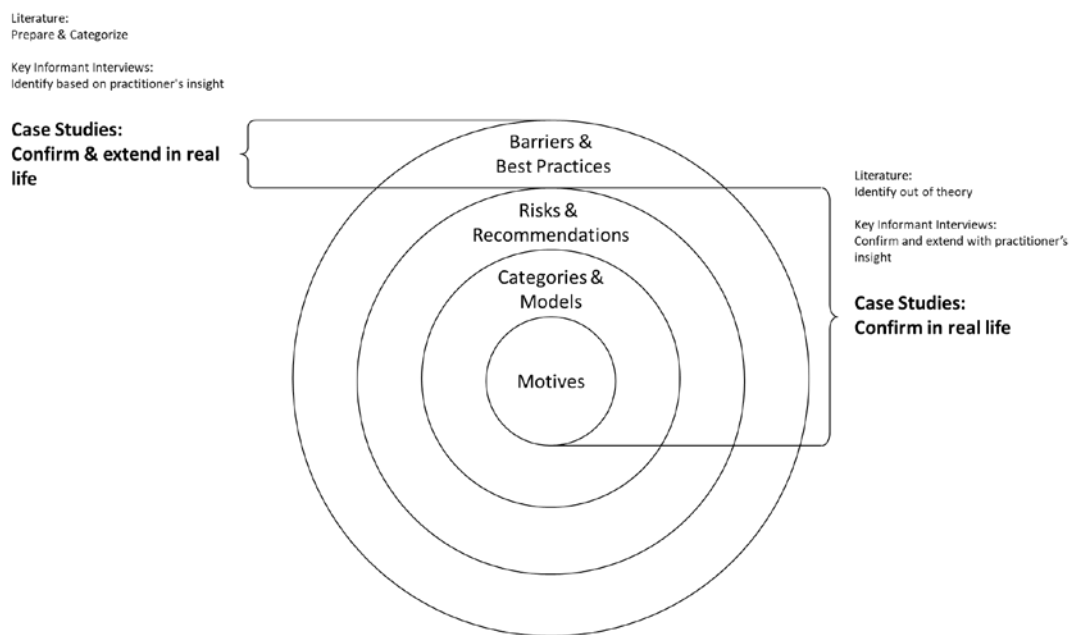 Literature:
Prepare & Categorize
Key Informant Interviews:
Identify based on practitioner's insight
Case Studies:
Confirm & extend in real
life
Barriers &
Best Practices
Risks &
Recommendations
Categories &
Models
Motives
Literature:
Identify out of theory
Key Informant Interviews:
Confirm and extend with practitioner's
insight
Case Studies:
Confirm in real life